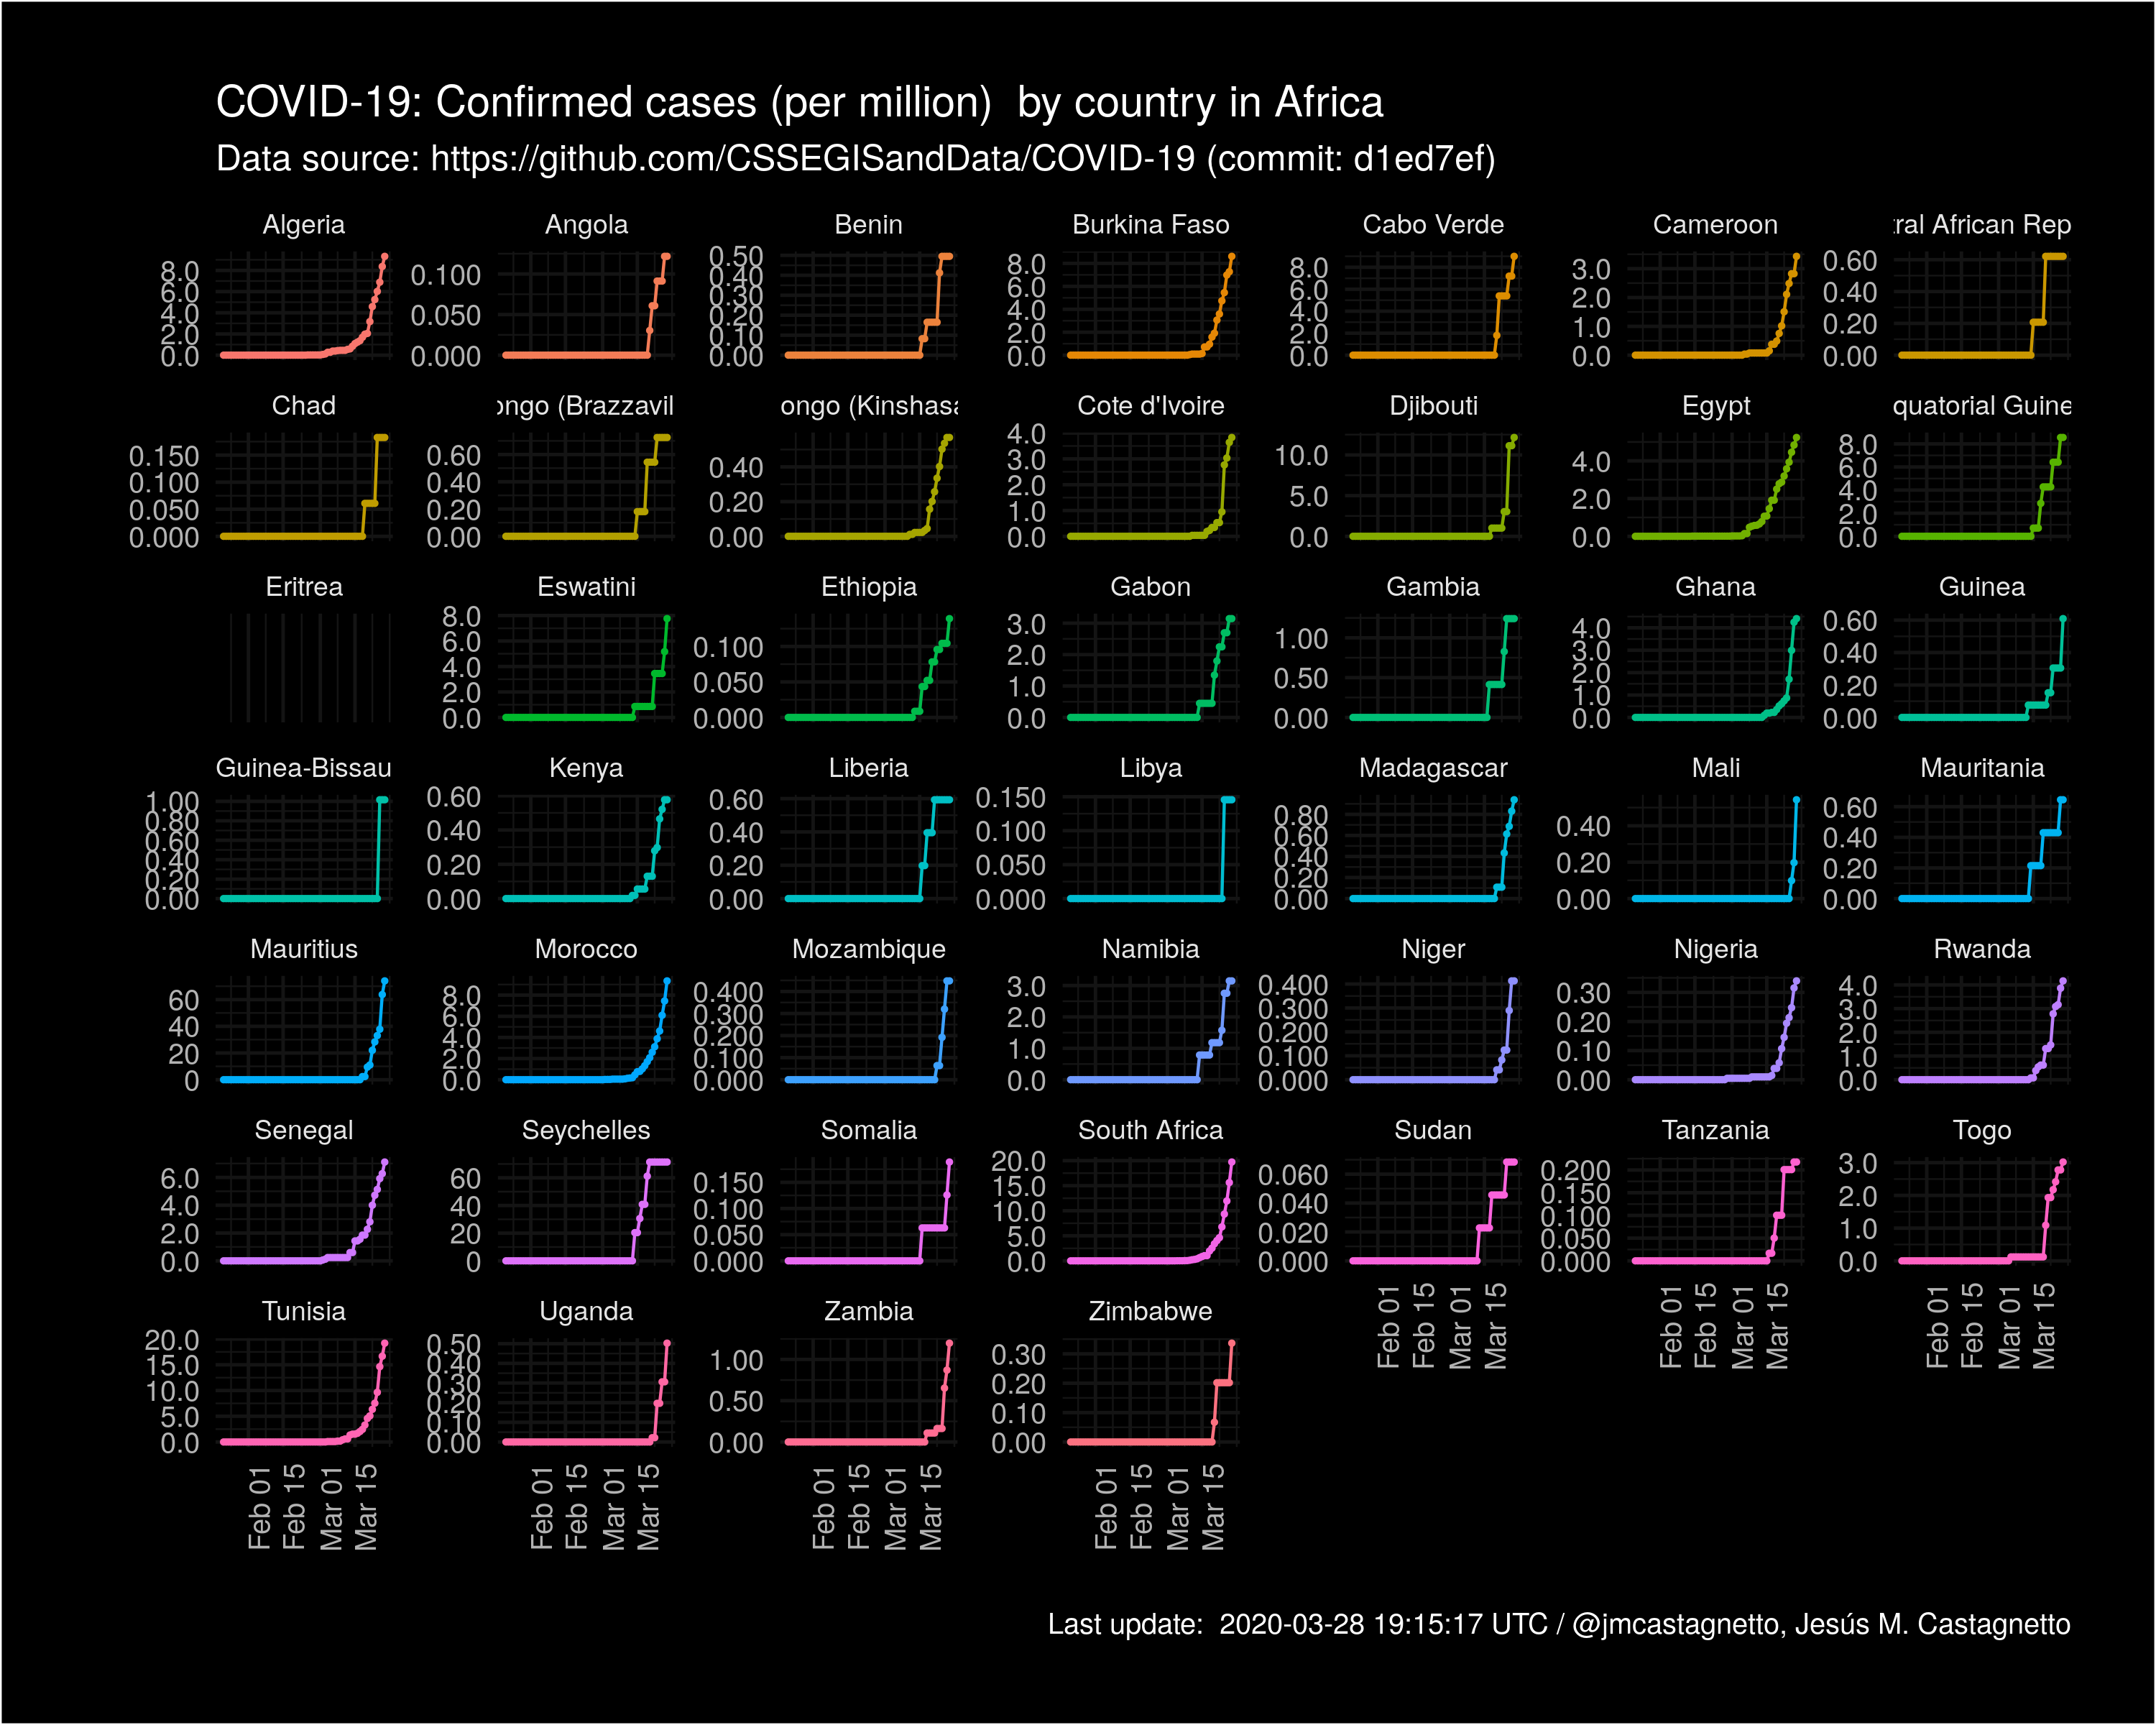 COVID-19: Confirmed cases (per million)  by country in Africa
Data source: https://github.com/CSSEGISandData/COVID-19 (commit: d1ed7ef)
Algeria Angola Benin Burkina Faso Cabo Verde Cameroon tral African Rep
8.0 6.0 4.0 2.0 0.0 0.100 0.050 0.000 0.50 0.40 0.30 0.20 0.10 0.00 8.0 6.0 4.0 2.0 0.0 8.0 6.0 4.0 2.0 0.0 3.0 2.0 1.0 0.0 0.60 0.40 0.20 0.00
Chad ongo (Brazzavil ongo (Kinshasa Cote d'Ivoire Djibouti Egypt quatorial Guine
0.150 0.100 0.050 0.000 0.60 0.40 0.20 0.00 0.40 0.20 0.00 4.0 3.0 2.0 1.0 0.0 10.0 5.0 0.0 4.0 2.0 0.0 8.0 6.0 4.0 2.0 0.0
Eritrea Eswatini Ethiopia Gabon Gambia Ghana Guinea
8.0 6.0 4.0 2.0 0.0 0.100 0.050 0.000 3.0 2.0 1.0 0.0 1.00 0.50 0.00 4.0 3.0 2.0 1.0 0.0 0.60 0.40 0.20 0.00
Guinea-Bissau Kenya Liberia Libya Madagascar Mali Mauritania
1.00 0.80 0.60 0.40 0.20 0.00 0.60 0.40 0.20 0.00 0.60 0.40 0.20 0.00 0.150 0.100 0.050 0.000 0.80 0.60 0.40 0.20 0.00 0.40 0.20 0.00 0.60 0.40 0.20 0.00
Mauritius Morocco Mozambique Namibia Niger Nigeria Rwanda
60 40 20 0 8.0 6.0 4.0 2.0 0.0 0.400 0.300 0.200 0.100 0.000 3.0 2.0 1.0 0.0 0.400 0.300 0.200 0.100 0.000 0.30 0.20 0.10 0.00 4.0 3.0 2.0 1.0 0.0
Senegal Seychelles Somalia South Africa Sudan Tanzania Togo
6.0 4.0 2.0 0.0 60 40 20 0 0.150 0.100 0.050 0.000 20.0 15.0 10.0 5.0 0.0 0.060 0.040 0.020 0.000 0.200 0.150 0.100 0.050 0.000 3.0 2.0 1.0 0.0
Feb 01 Feb 15 Mar 01 Mar 15 Feb 01 Feb 15 Mar 01 Mar 15 Feb 01 Feb 15 Mar 01 Mar 15
Tunisia Uganda Zambia Zimbabwe
20.0 15.0 10.0 5.0 0.0 0.50 0.40 0.30 0.20 0.10 0.00 1.00 0.50 0.00 0.30 0.20 0.10 0.00
Feb 01 Feb 15 Mar 01 Mar 15 Feb 01 Feb 15 Mar 01 Mar 15 Feb 01 Feb 15 Mar 01 Mar 15 Feb 01 Feb 15 Mar 01 Mar 15
Last update:  2020-03-28 19:15:17 UTC / @jmcastagnetto, Jesús M. Castagnetto